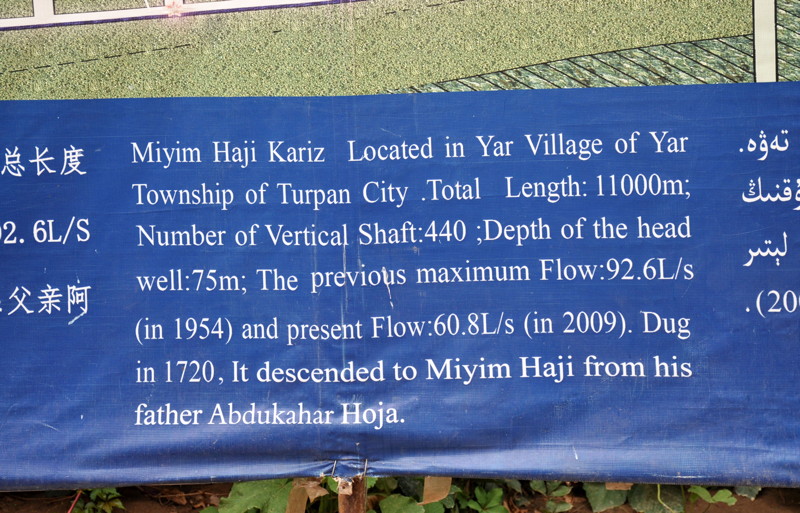 总长度
92.6L/S
父亲阿
Miyim Haji Kariz Located in Yar Village of Yar
Township of Turpan City .Total Length: 11000m;
Number of Vertical Shaft:440 ;Depth of the head
well:75m; The previous maximum Flow:92.6L/s
(in 1954) and present Flow:60.8L/s (in 2009). Dug
in 1720, It descended to Miyim Haji from his
father Abdukahar Hoja.
تەۋە.
لېتىر